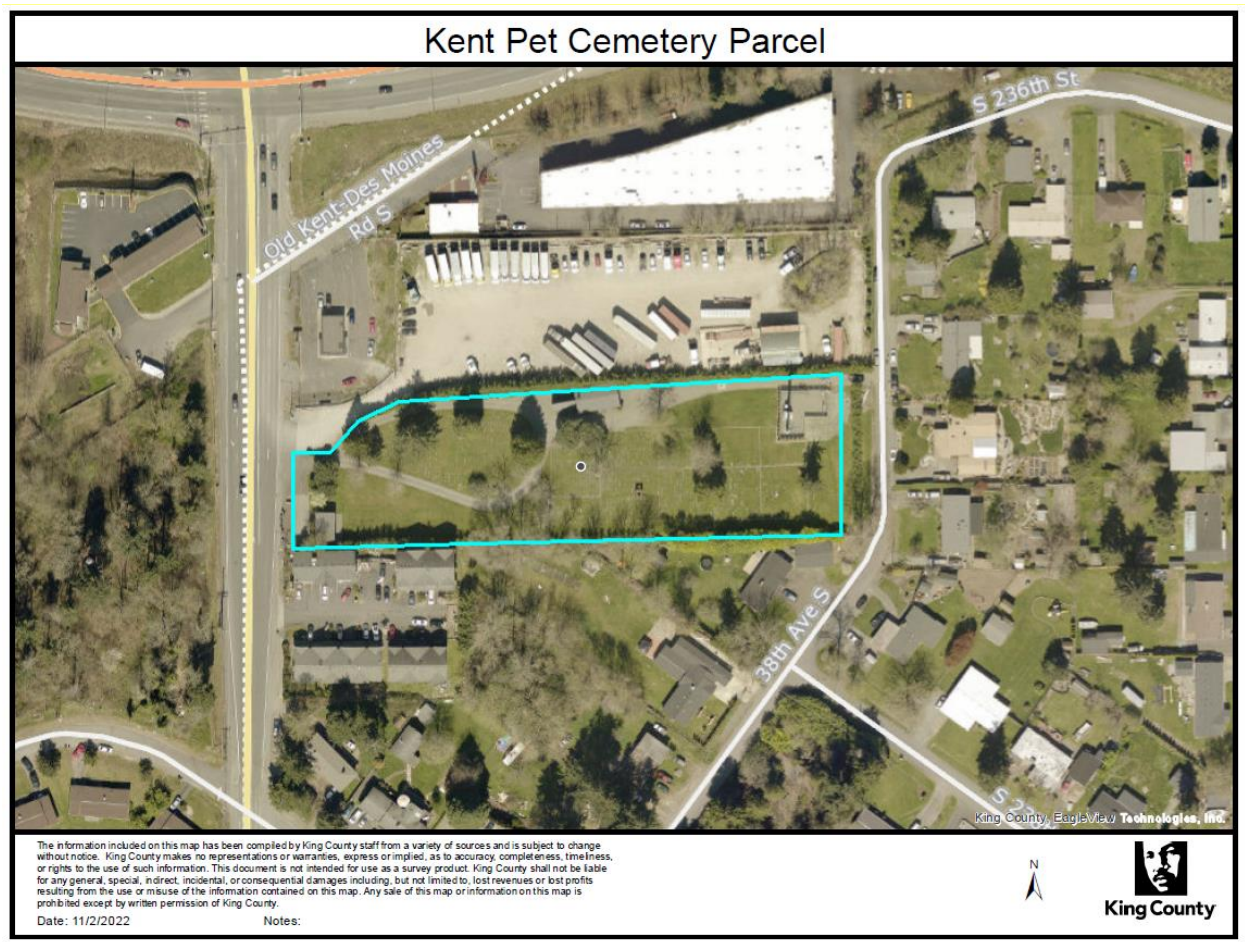 Kent Pet Cemetery Parcel
S 236th St
Old Kent-Des Moines
Rd S
38th Ave S
King County, EagleView Technologies, Inc.
The information included on this map has been compiled by King County staff from a variety of sources and is subject to change
without notice. King County makes no representations or warranties, express or implied, as to accuracy, completeness, timeliness,
or rights to the use of such information. This document is not intended for use as a survey product. King County shall not be liable
for any general, special, indirect, incidental, or consequential damages including, but not limited to, lost revenues or lost profits
resulting from the use or misuse of the information contained on this map. Any sale of this map or information on this map is
prohibited except by written permission of King County.
Date: 11/2/2022 Notes:
N
King County